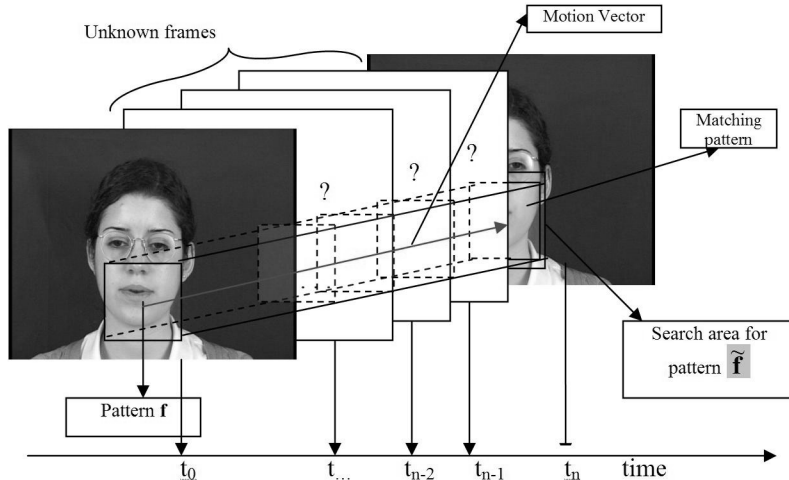 Motion Vector
Unknown frames
Matching
pattern
?
?
?
Search area for
pattern f̃
Pattern f
t0 t... tn-2 tn-1 tn time